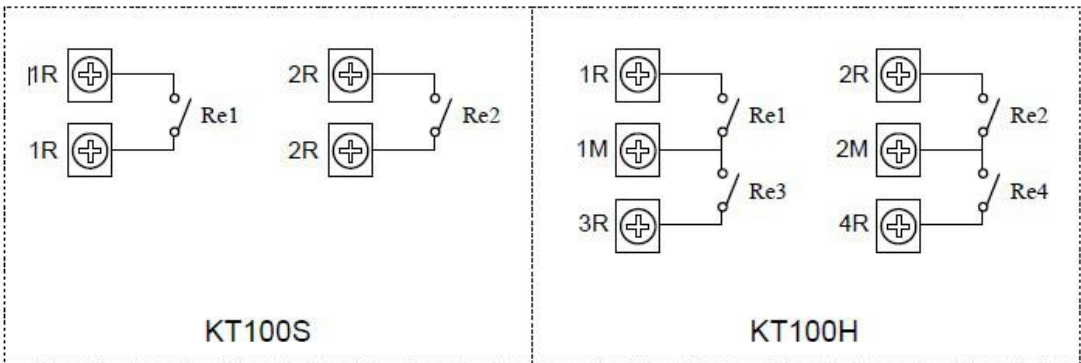 1R
Re1
1R
2R
Re2
2R
KT100S
1R
Re1
1M
Re3
3R
2R
Re2
2M
Re4
4R
KT100H